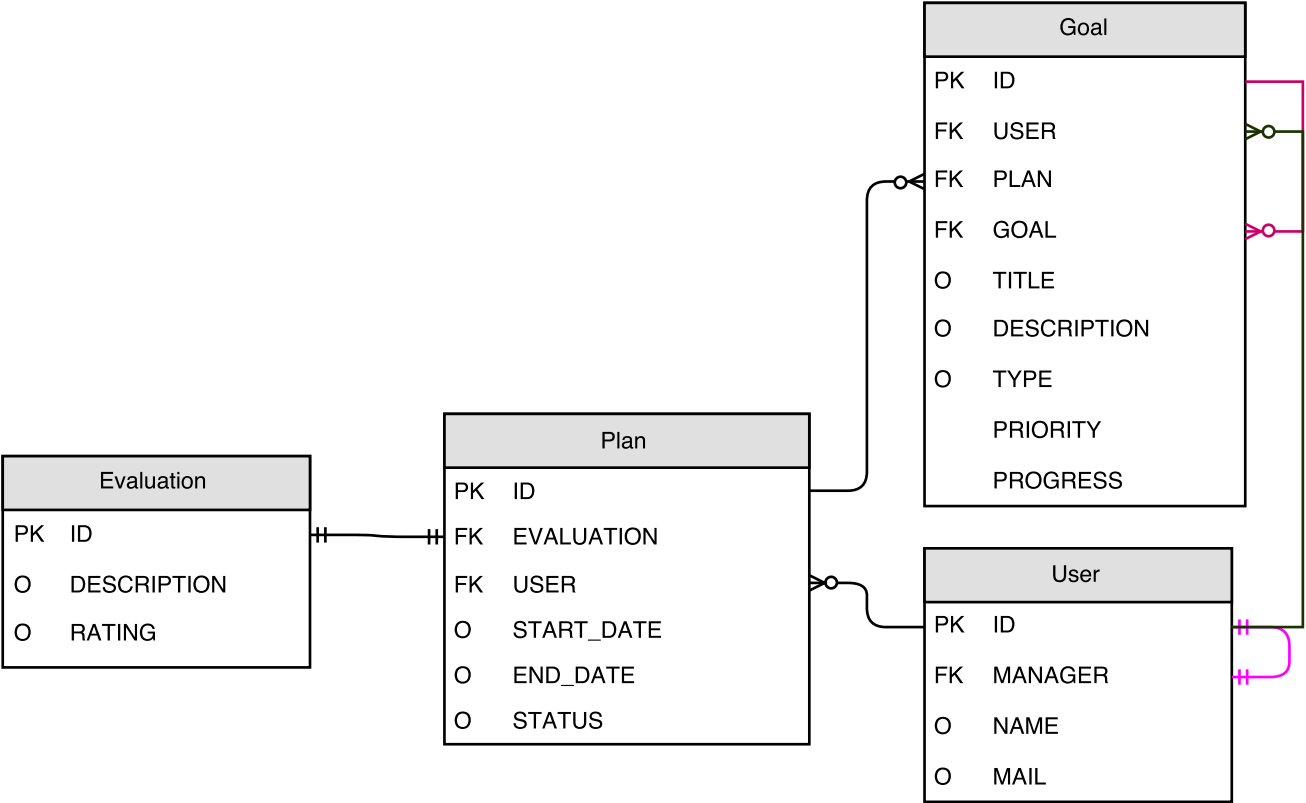 Goal
PK ID
FK USER
FK PLAN
FK GOAL
O TITLE
O DESCRIPTION
O TYPE
PRIORITY
PROGRESS
Plan
PK ID
FK EVALUATION
FK USER
O START_DATE
O END_DATE
O STATUS
Evaluation
PK ID
O DESCRIPTION
O RATING
User
PK ID
FK MANAGER
O NAME
O MAIL